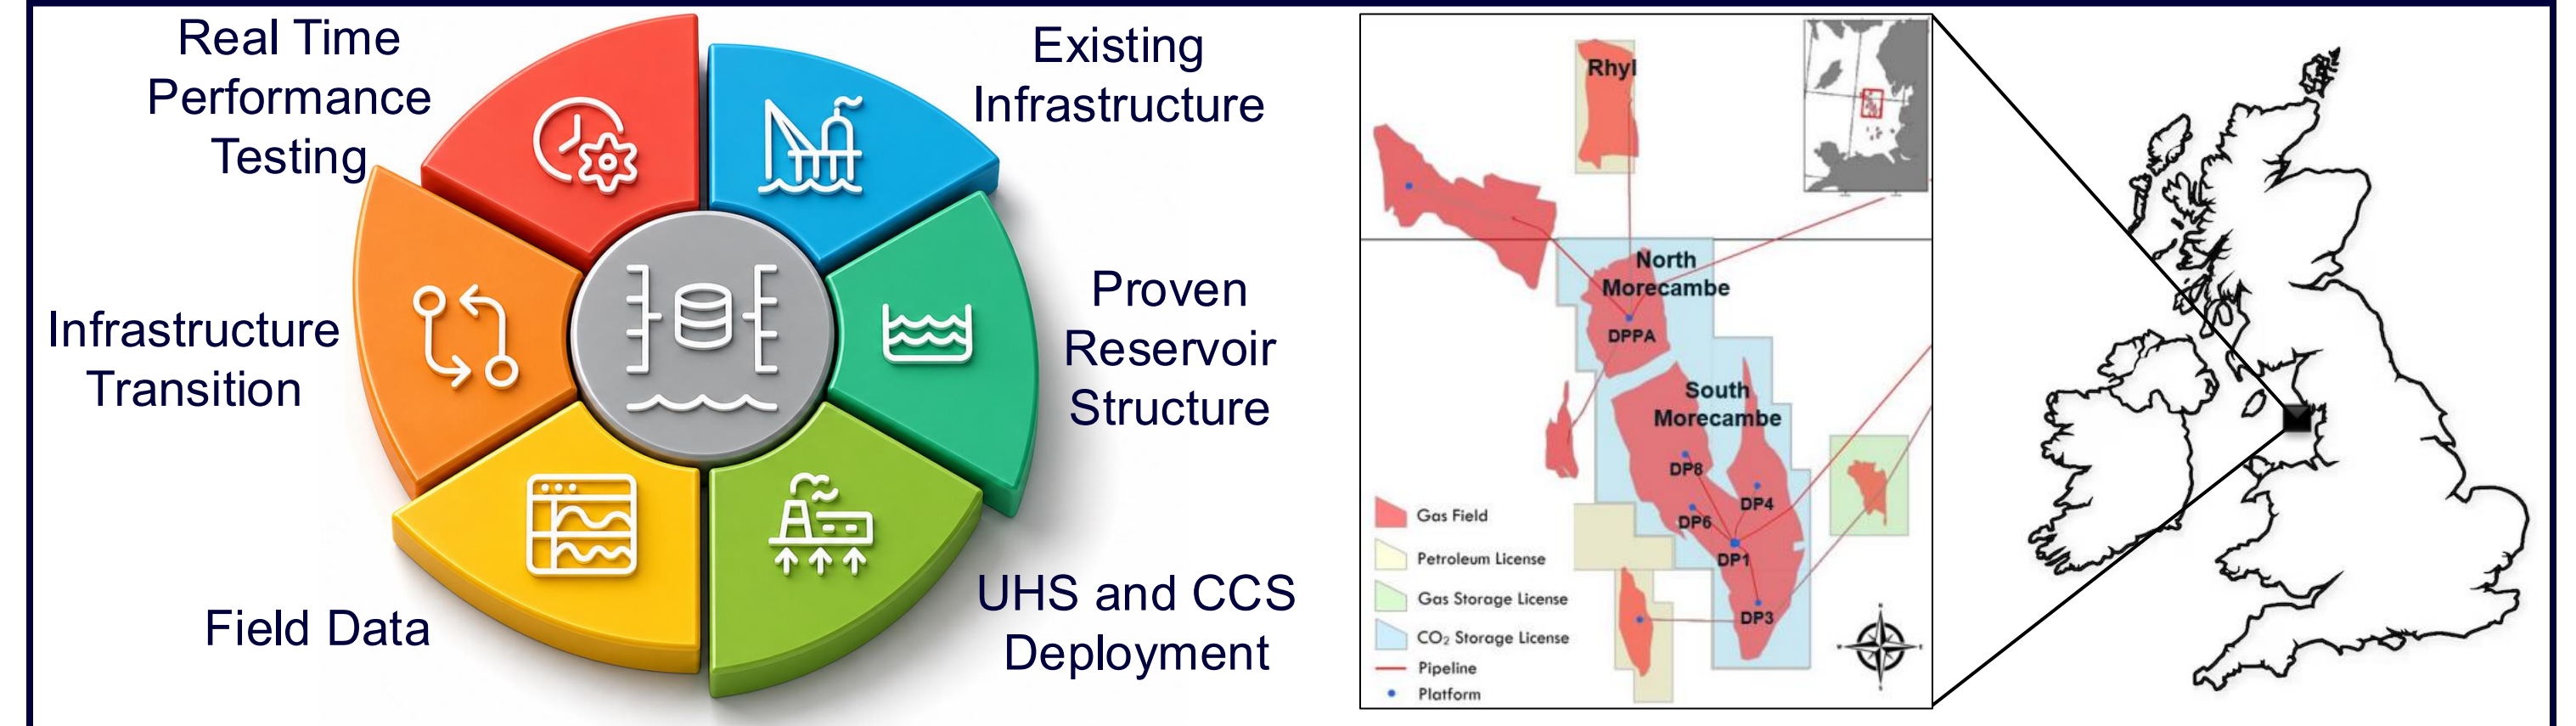 Real Time
Performance
Testing
Existing
Infrastructure
Infrastructure
Transition
Proven
Reservoir
Structure
Field Data
UHS and CCS
Deployment
Rhyl
North
Morecambe
DPPA
South
Morecambe
DP8
DP4
DP6
DP1
DP3
Gas Field
Petroleum License
Gas Storage License
CO₂ Storage License
Pipeline
Platform